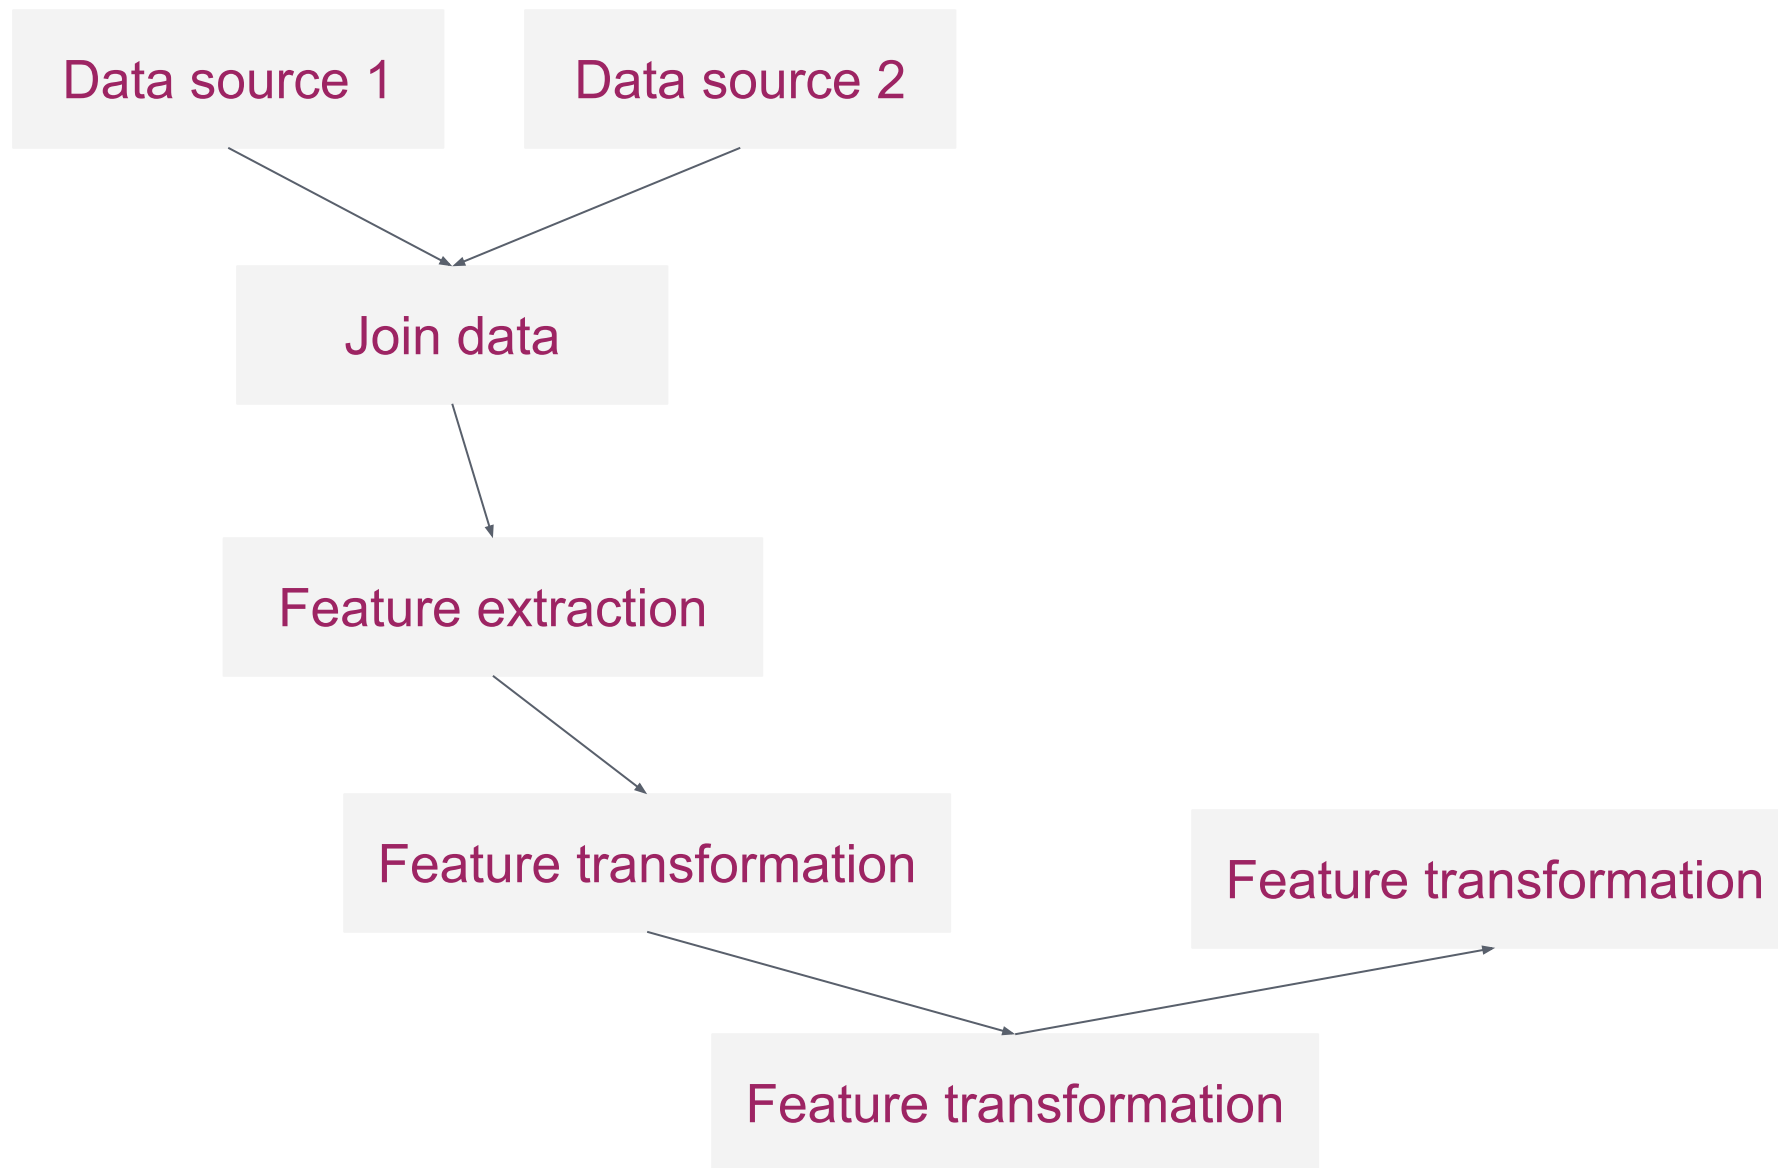 Data source 1
Data source 2
Join data
Feature extraction
Feature transformation
Feature transformation
Feature transformation